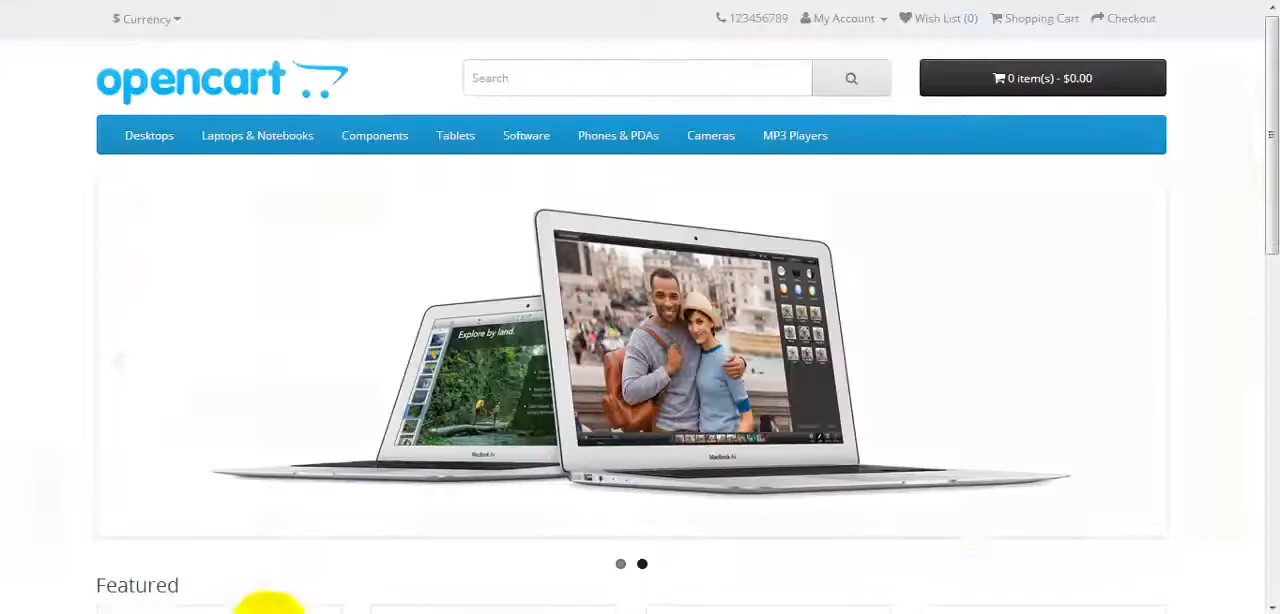 $ Currency
123456789 My Account Wish List (0) Shopping Cart Checkout
opencart
Search
0 item(s) - $0.00
Desktops Laptops & Notebooks Components Tablets Software Phones & PDAs Cameras MP3 Players
Explore by land.
MacBook Air
MacBook Air
Featured